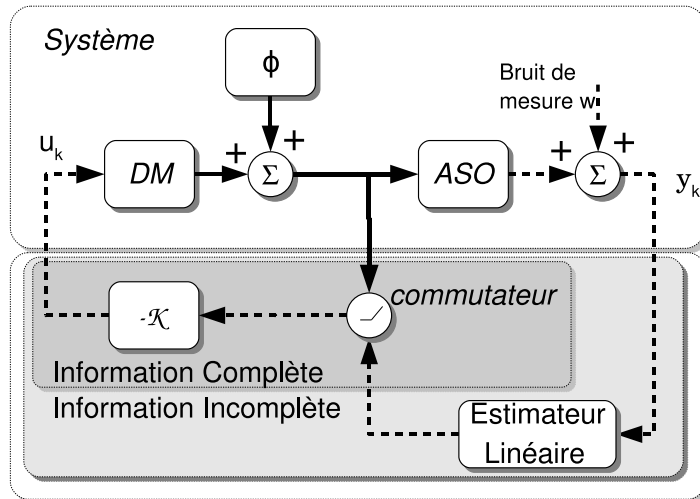 Système
ϕ
Bruit de
mesure w
u_k
+
+
+
+
DM
Σ
ASO
Σ
y_k
-𝒦
commutateur
Information Complète
Information Incomplète
Estimateur
Linéaire